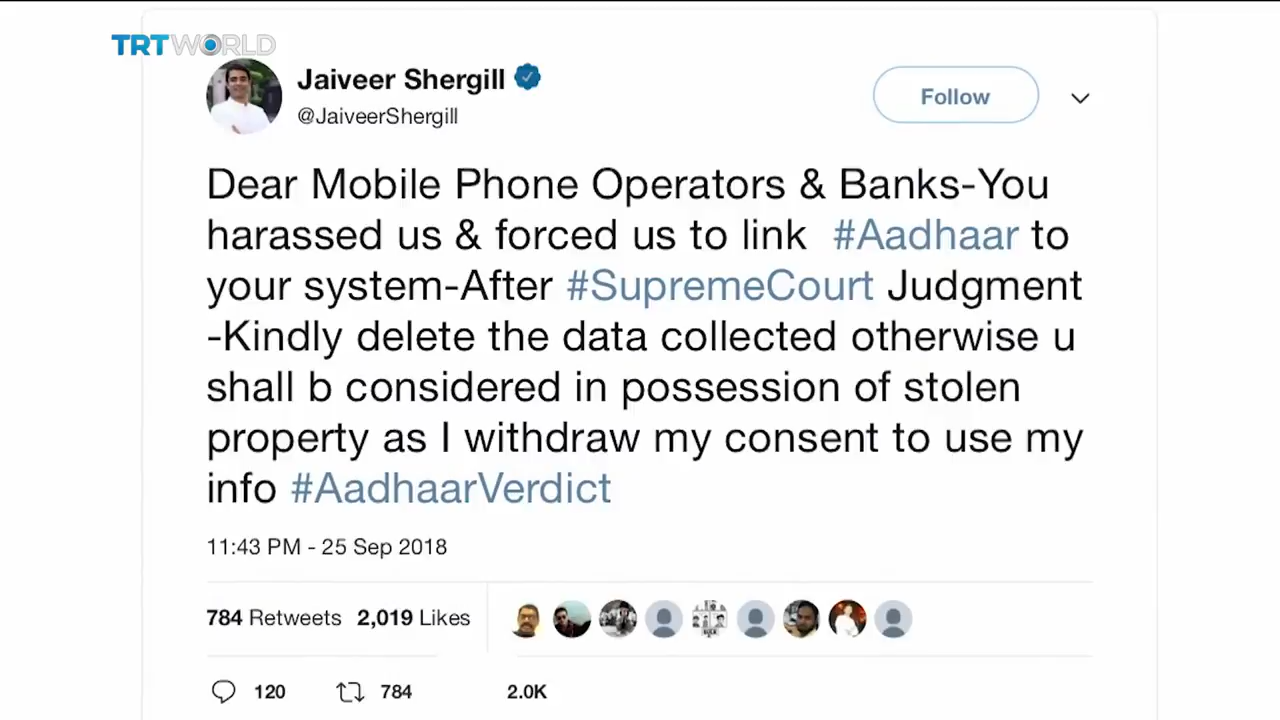 TRT WORLD
Jaiveer Shergill
@JaiveerShergill
Follow
Dear Mobile Phone Operators & Banks-You
harassed us & forced us to link #Aadhaar to
your system-After #SupremeCourt Judgment
-Kindly delete the data collected otherwise u
shall b considered in possession of stolen
property as I withdraw my consent to use my
info #AadhaarVerdict
11:43 PM - 25 Sep 2018
784 Retweets 2,019 Likes
120 784 2.0K